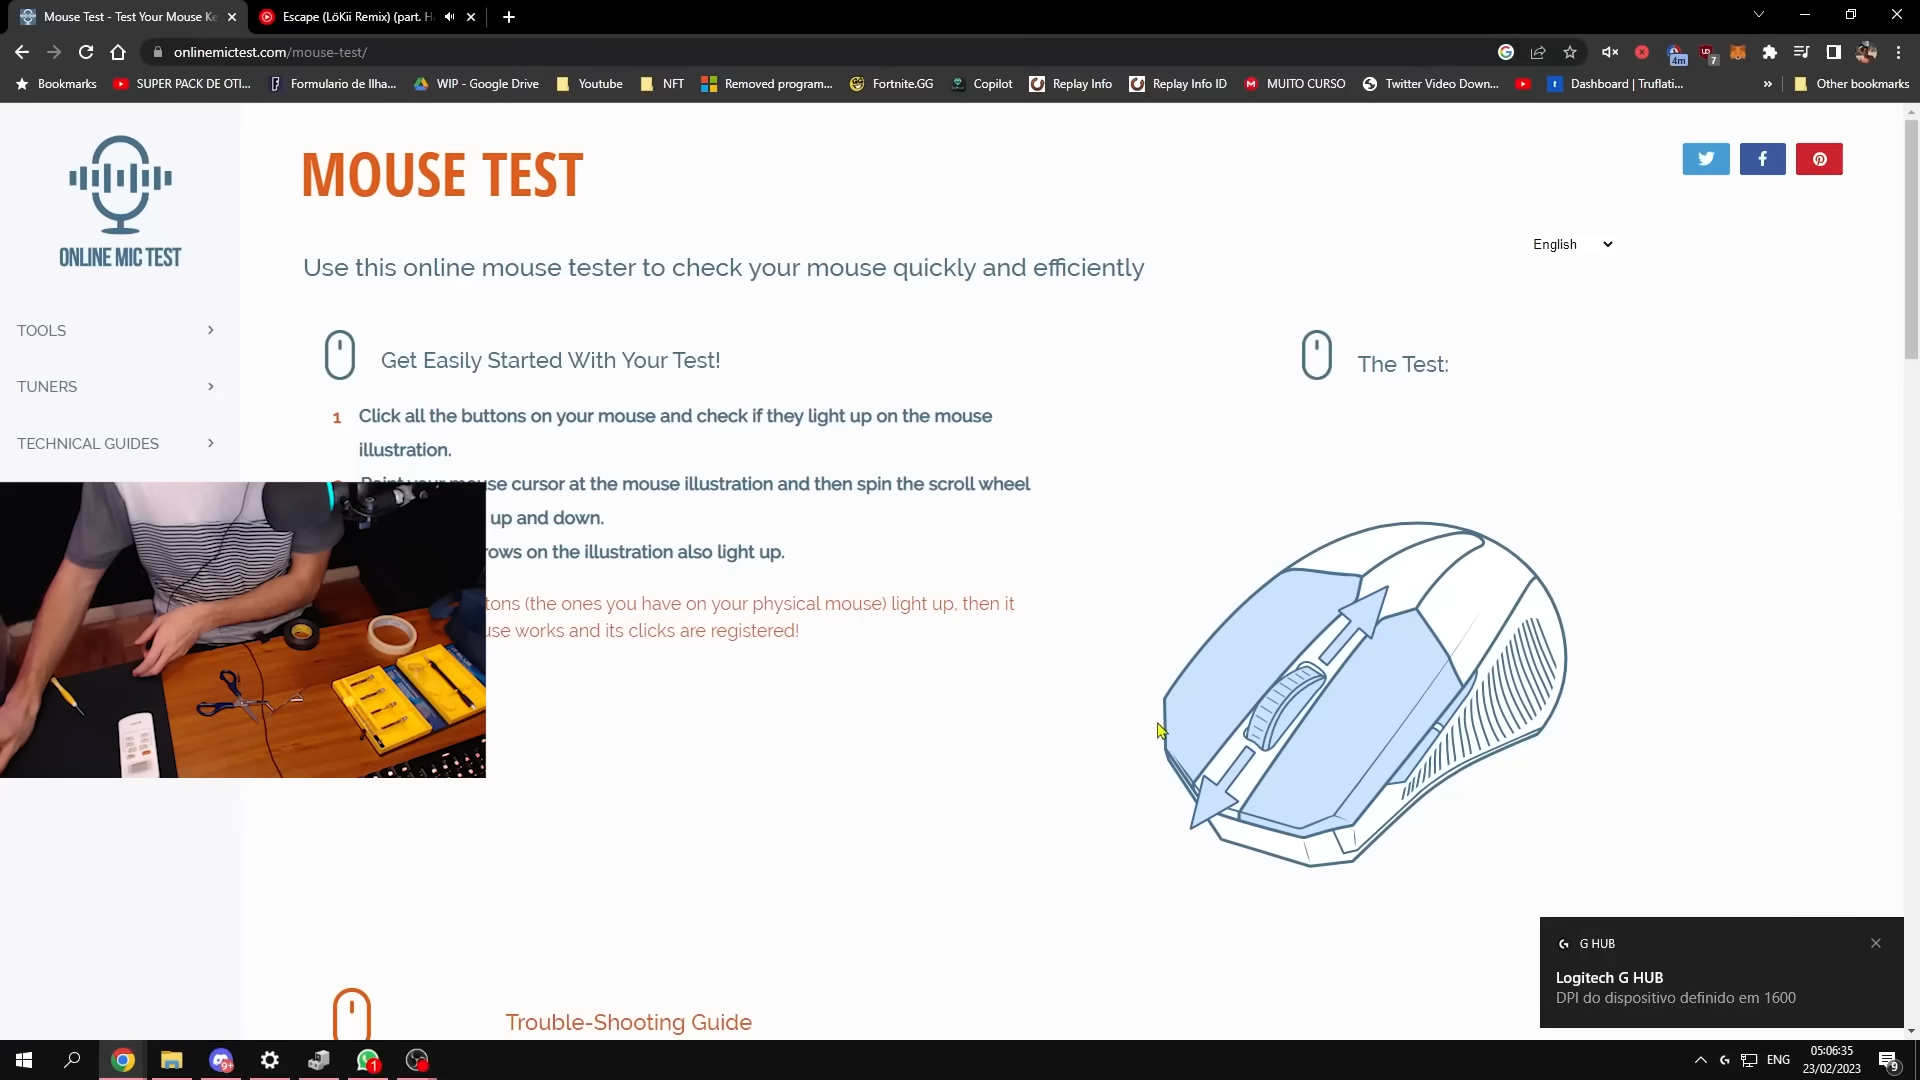 Mouse Test - Test Your Mouse Ke
Escape (LöKii Remix) (part. H
onlinemictest.com/mouse-test/
4m
7
Bookmarks
SUPER PACK DE OTI...
Formulario de Ilha...
WIP - Google Drive
Youtube
NFT
Removed program...
Fortnite.GG
Copilot
Replay Info
Replay Info ID
MUITO CURSO
Twitter Video Down...
Dashboard | Truflati...
»
Other bookmarks
ONLINE MIC TEST
TOOLS
TUNERS
TECHNICAL GUIDES
MOUSE TEST
English
Use this online mouse tester to check your mouse quickly and efficiently
Get Easily Started With Your Test!
The Test:
1 Click all the buttons on your mouse and check if they light up on the mouse
illustration.
Point your mouse cursor at the mouse illustration and then spin the scroll wheel
up and down.
rows on the illustration also light up.
tons (the ones you have on your physical mouse) light up, then it
use works and its clicks are registered!
Trouble-Shooting Guide
G HUB
Logitech G HUB
DPI do dispositivo definido em 1600
9+
1
ENG
05:06:35
23/02/2023
9